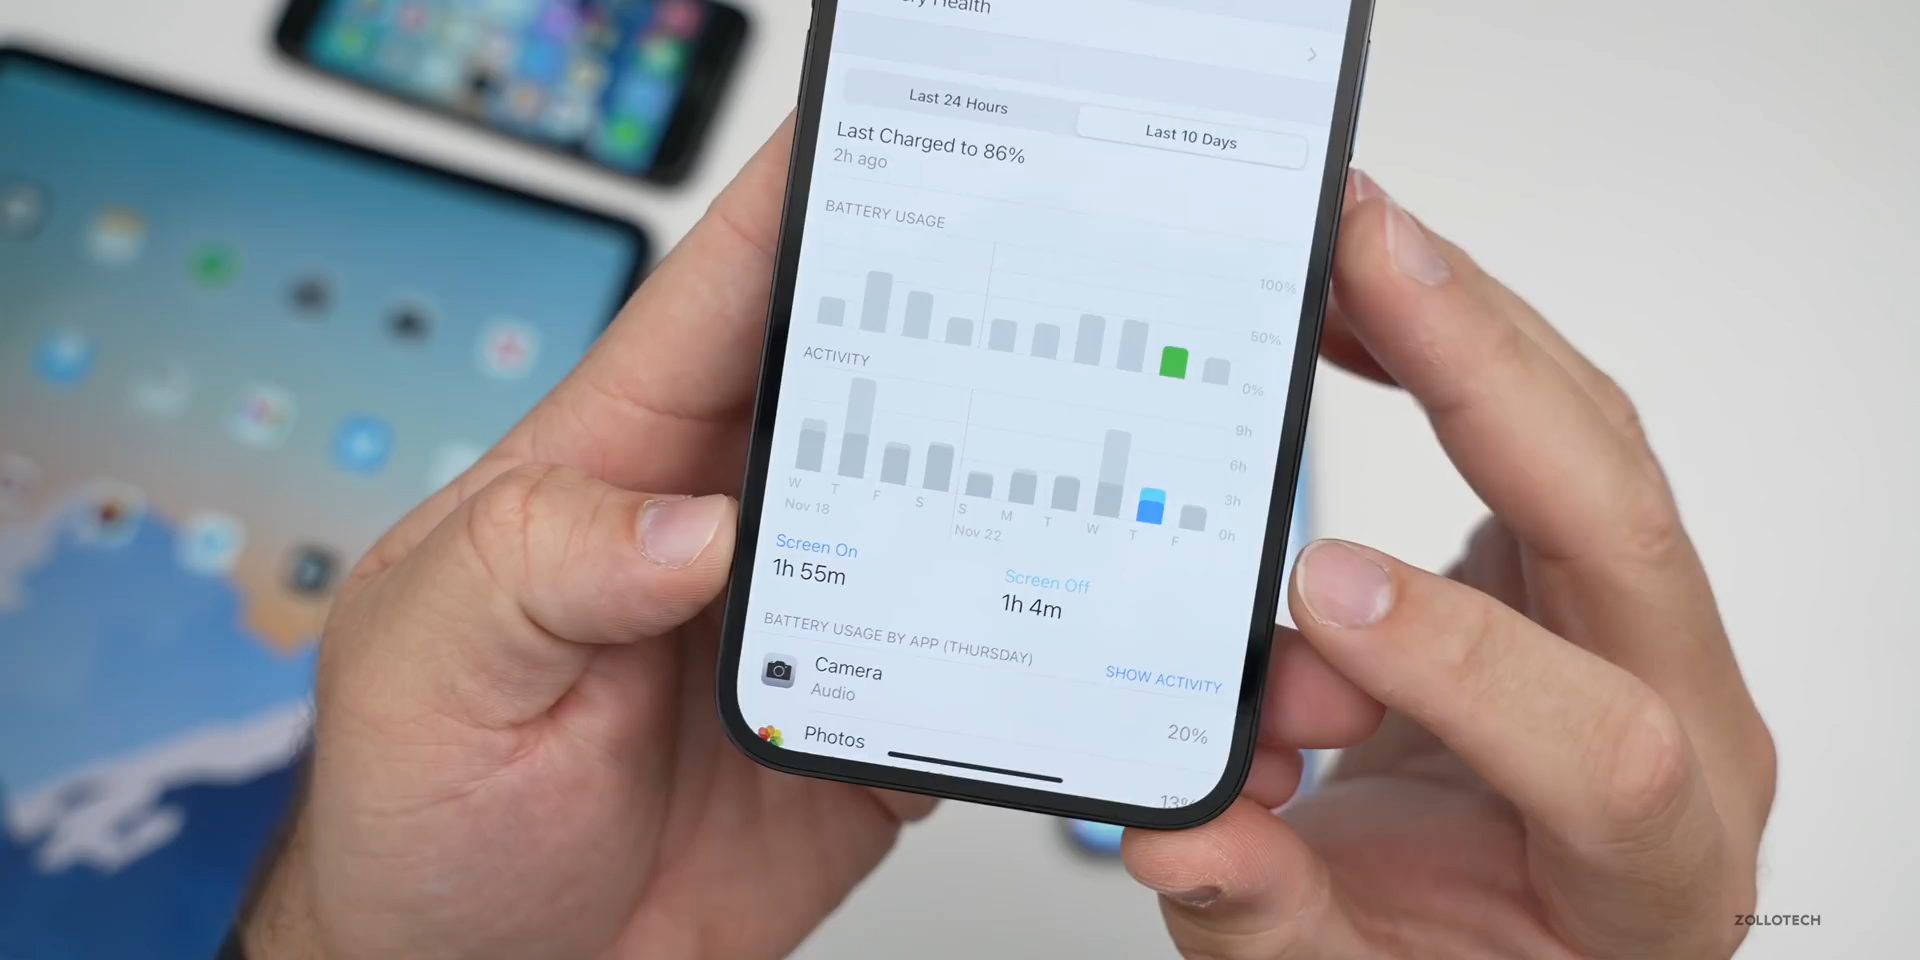 Health
Last 24 Hours
Last 10 Days
Last Charged to 86%
2h ago
BATTERY USAGE
100%
50%
0%
ACTIVITY
9h
6h
3h
0h
W T F S S M T W T F
Nov 18
Nov 22
Screen On
1h 55m
Screen Off
1h 4m
BATTERY USAGE BY APP (THURSDAY)
SHOW ACTIVITY
Camera
Audio
20%
Photos
13%
ZOLLOTECH